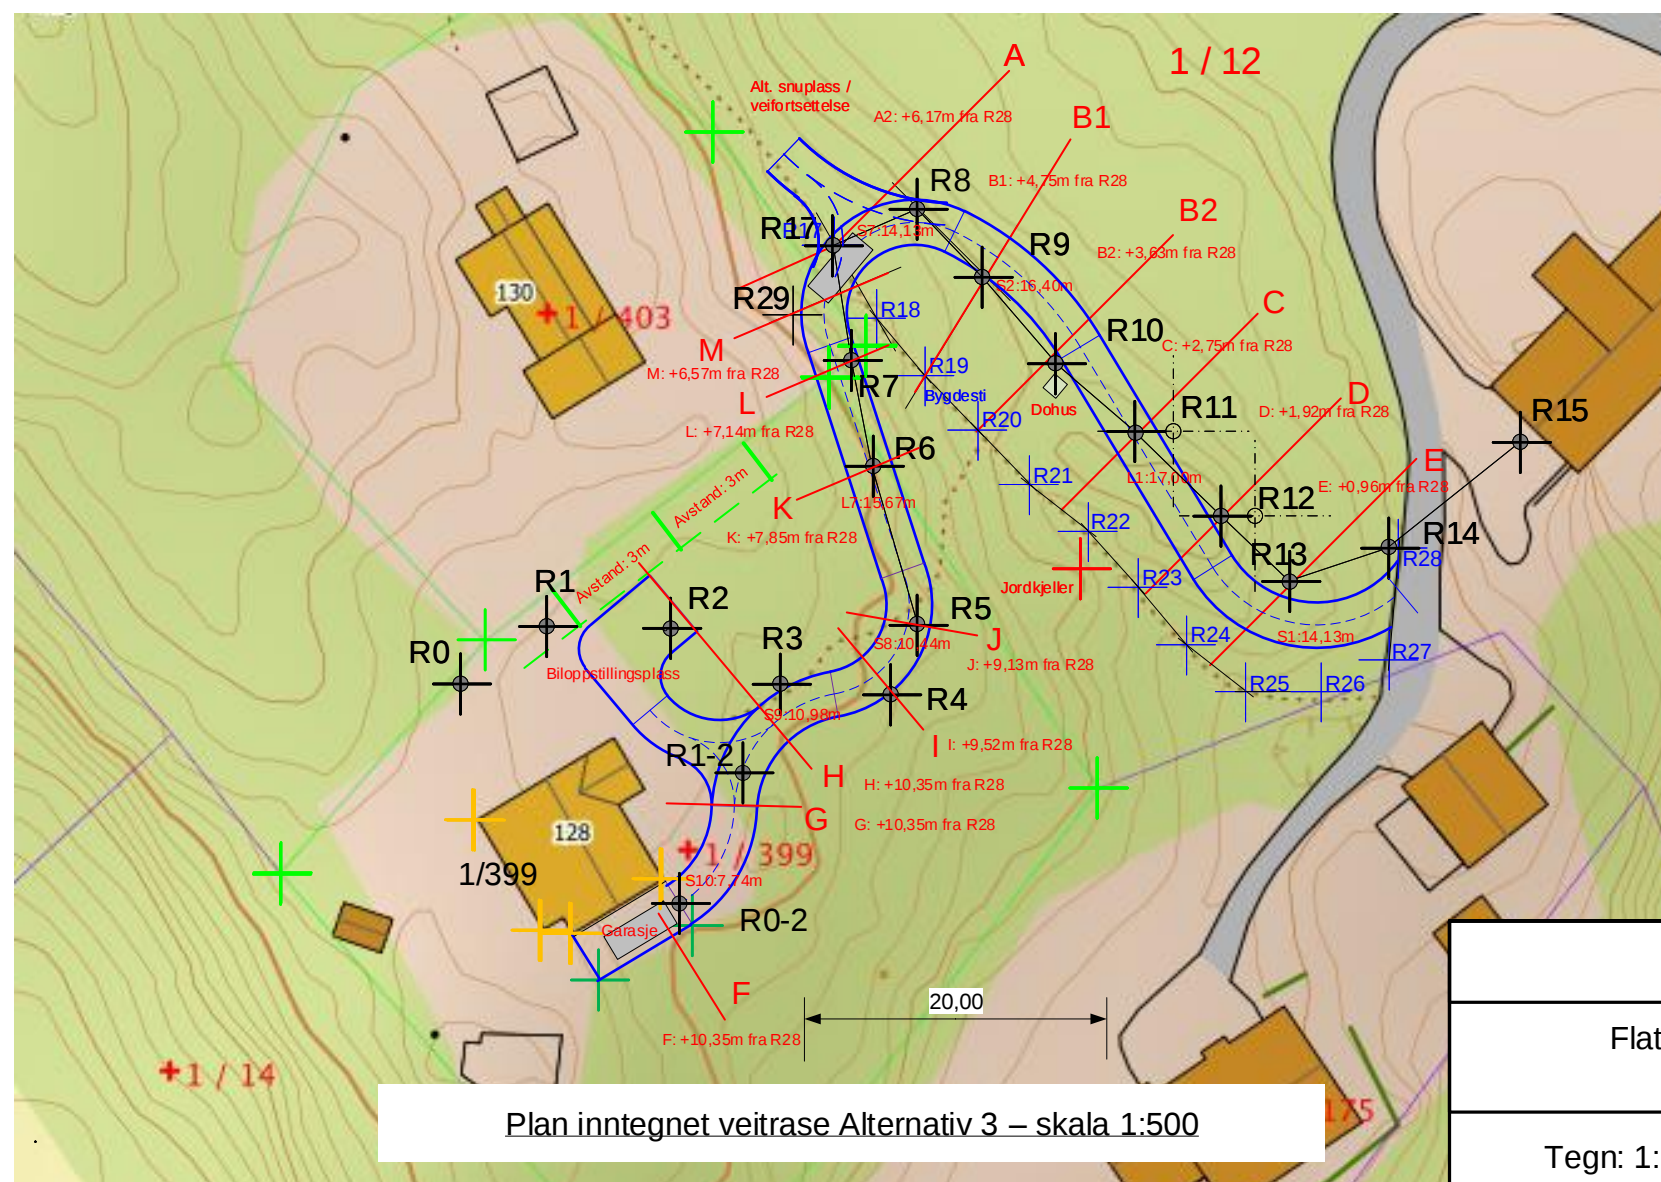 A
1 / 12
Alt. snuplass /
veifortsettelse
A2: +6,17m fra R28
B1
R8
B1: +4,75m fra R28
B2
R17
R17
S7:14,13m
R9
B2: +3,63m fra R28
130
R29
S2:16,40m
C
1 / 403
R18
R10
C: +2,75m fra R28
M
M: +6,57m fra R28
R19
R7
Bygdesti
Dohus
D
D: +1,92m fra R28
L
R11
R15
L: +7,14m fra R28
R20
R6
E
Avstand: 3m
R21
L1:17,00m
E: +0,96m fra R28
K
L7:15,67m
R12
K: +7,85m fra R28
R22
R14
Avstand: 3m
R13
R28
R1
R2
Jordkjeller
R23
R5
R3
R0
S8:10,44m
J
J: +9,13m fra R28
R24
S1:14,13m
R27
Biloppstillingsplass
R25
R26
R4
S9:10,98m
R1-2
I
I: +9,52m fra R28
H
H: +10,35m fra R28
G
G: +10,35m fra R28
128
1 / 399
1/399
S10:7,74m
R0-2
Garasje
F
20,00
F: +10,35m fra R28
1 / 14
175
Plan inntegnet veitrase Alternativ 3 – skala 1:500
Flat
Tegn: 1: